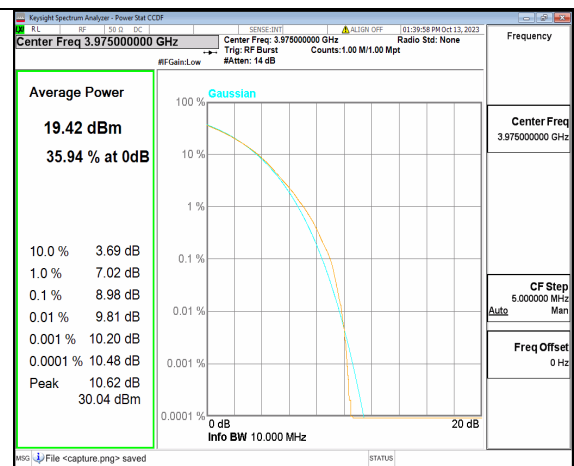 Keysight Spectrum Analyzer - Power Stat CCDF
RL RF 50 Ω DC SENSE:INT ALIGN OFF 01:39:58 PM Oct 13, 2023
Center Freq 3.975000000 GHz
Center Freq: 3.975000000 GHz Radio Std: None
Trig: RF Burst Counts:1.00 M/1.00 Mpt
#IFGain:Low #Atten: 14 dB
Frequency
Average Power
19.42 dBm
35.94 % at 0dB
10.0 % 3.69 dB
1.0 % 7.02 dB
0.1 % 8.98 dB
0.01 % 9.81 dB
0.001 % 10.20 dB
0.0001 % 10.48 dB
Peak 10.62 dB
30.04 dBm
Gaussian
100 %
10 %
1 %
0.1 %
0.01 %
0.001 %
0.0001 %
0 dB 20 dB
Info BW 10.000 MHz
Center Freq
3.975000000 GHz
CF Step
5.000000 MHz
Auto Man
Freq Offset
0 Hz
MSG File <capture.png> saved STATUS